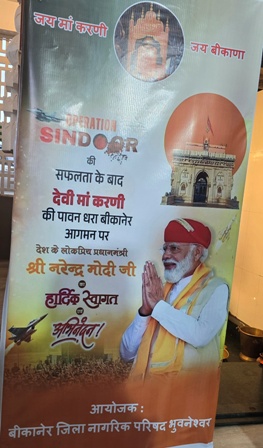 जय मां करणी
जय बीकाणा
OPERATION
SINDOOR
की
सफलता के बाद
देवी मां करणी
की पावन धरा बीकानेर
आगमन पर
देश के लोकप्रिय प्रधानमंत्री
श्री नरेन्द्र मोदी जी
का
हार्दिक स्वागत
एवं
अभिनंदन!
आयोजक :
बीकानेर जिला नागरिक परिषद भुवनेश्वर